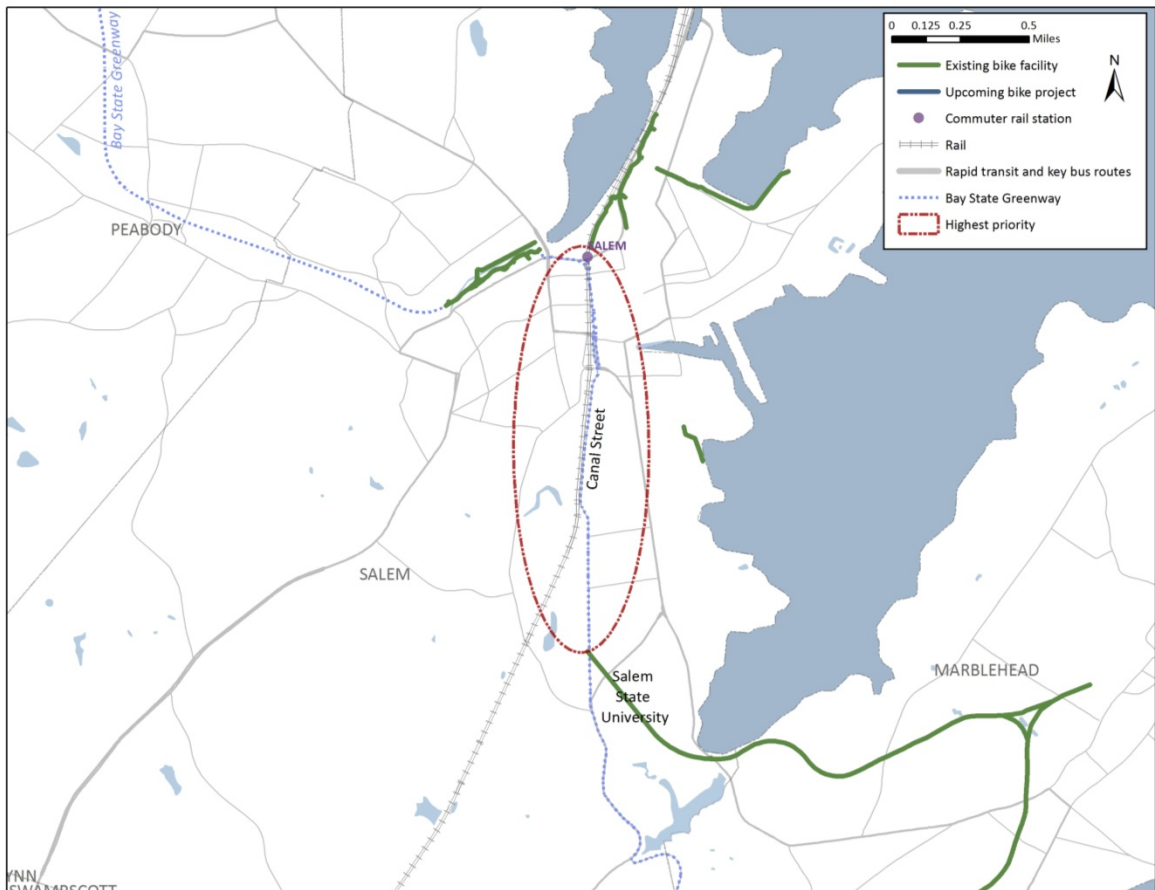 0 0.125 0.25 0.5
Miles
Existing bike facility
N
Upcoming bike project
Commuter rail station
Rail
Rapid transit and key bus routes
Bay State Greenway
Highest priority
Bay State Greenway
PEABODY
SALEM
Canal Street
SALEM
Salem
State
University
MARBLEHEAD
YNN
SWAMPSCOTT